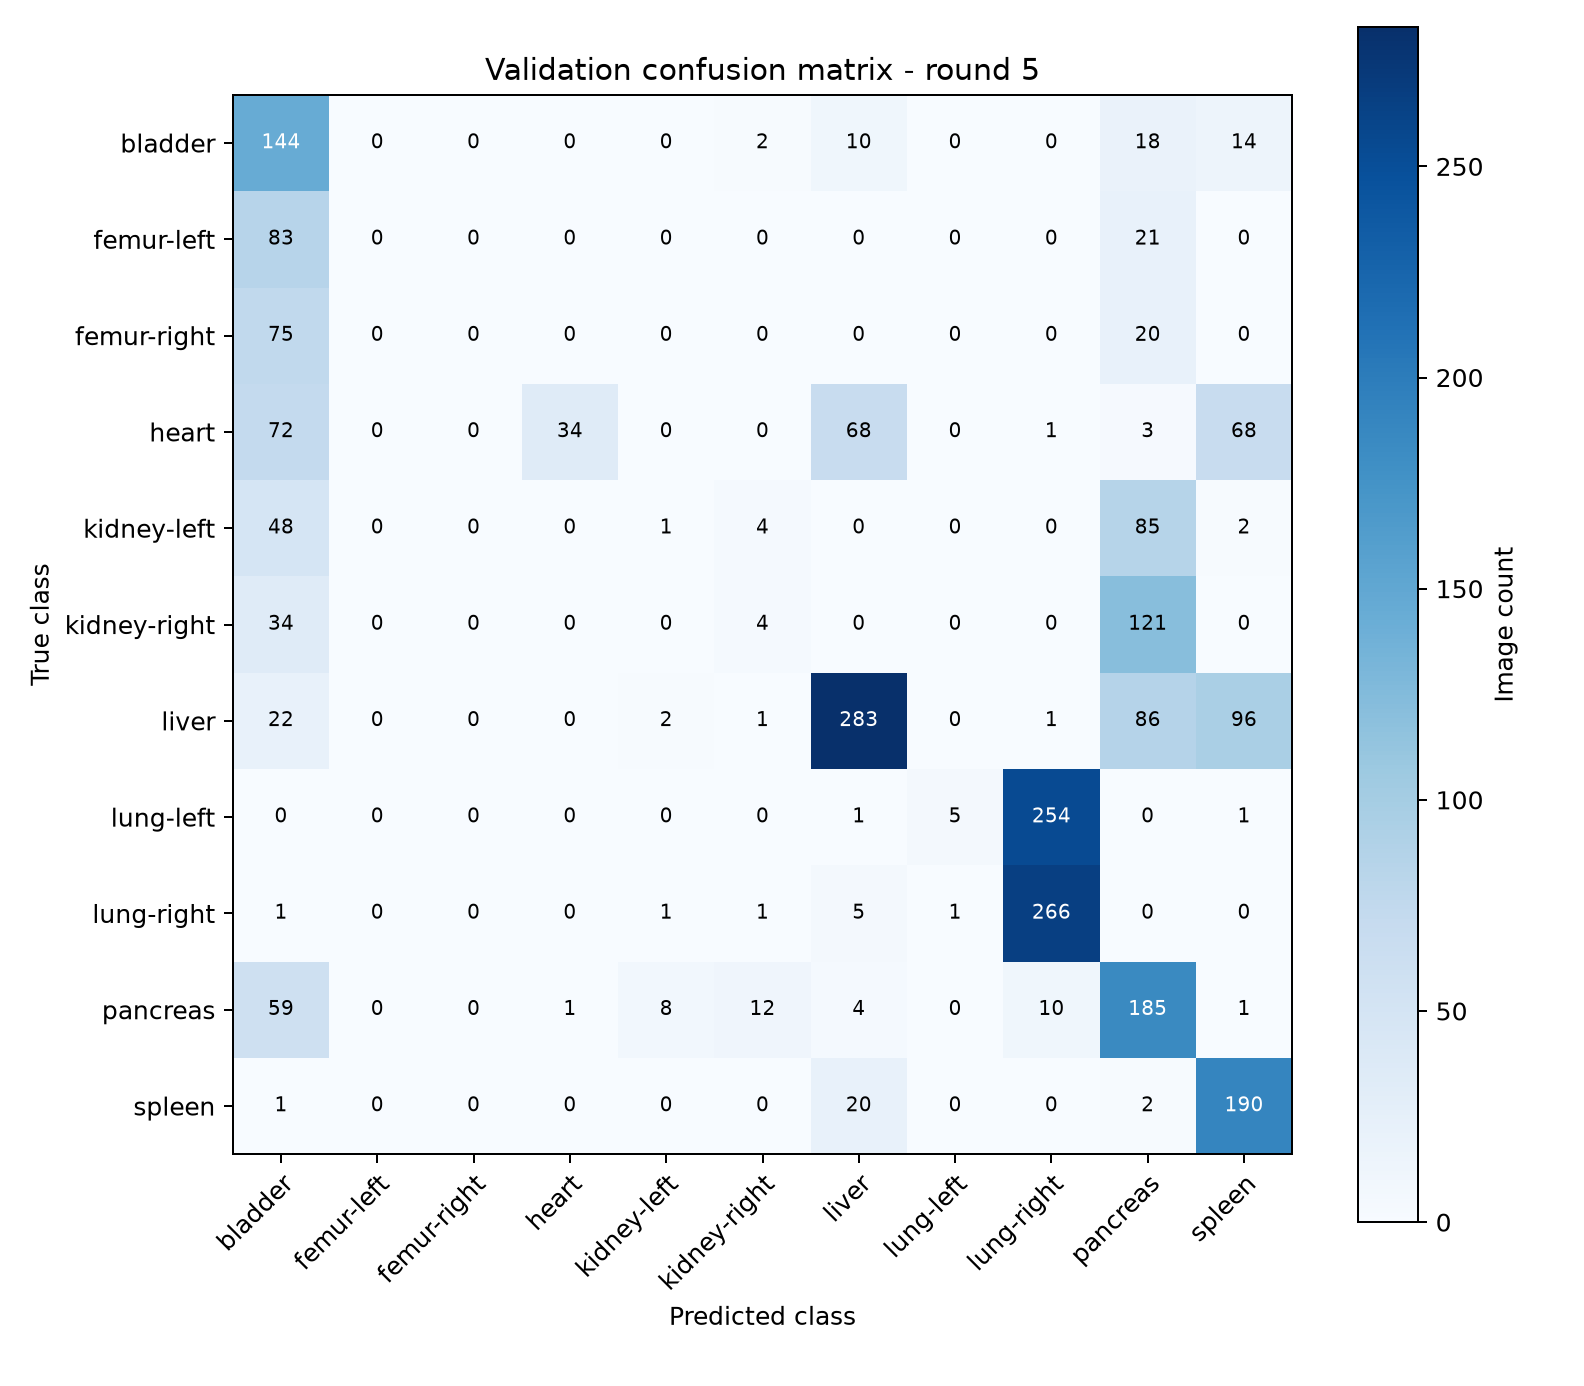 Validation confusion matrix - round 5
bladder 144 0 0 0 0 2 10 0 0 18 14
femur-left 83 0 0 0 0 0 0 0 0 21 0
femur-right 75 0 0 0 0 0 0 0 0 20 0
heart 72 0 0 34 0 0 68 0 1 3 68
kidney-left 48 0 0 0 1 4 0 0 0 85 2
kidney-right 34 0 0 0 0 4 0 0 0 121 0
liver 22 0 0 0 2 1 283 0 1 86 96
lung-left 0 0 0 0 0 0 1 5 254 0 1
lung-right 1 0 0 0 1 1 5 1 266 0 0
pancreas 59 0 0 1 8 12 4 0 10 185 1
spleen 1 0 0 0 0 0 20 0 0 2 190
True class
bladder femur-left femur-right heart kidney-left kidney-right liver lung-left lung-right pancreas spleen
Predicted class
250
200
150
100
50
0
Image count